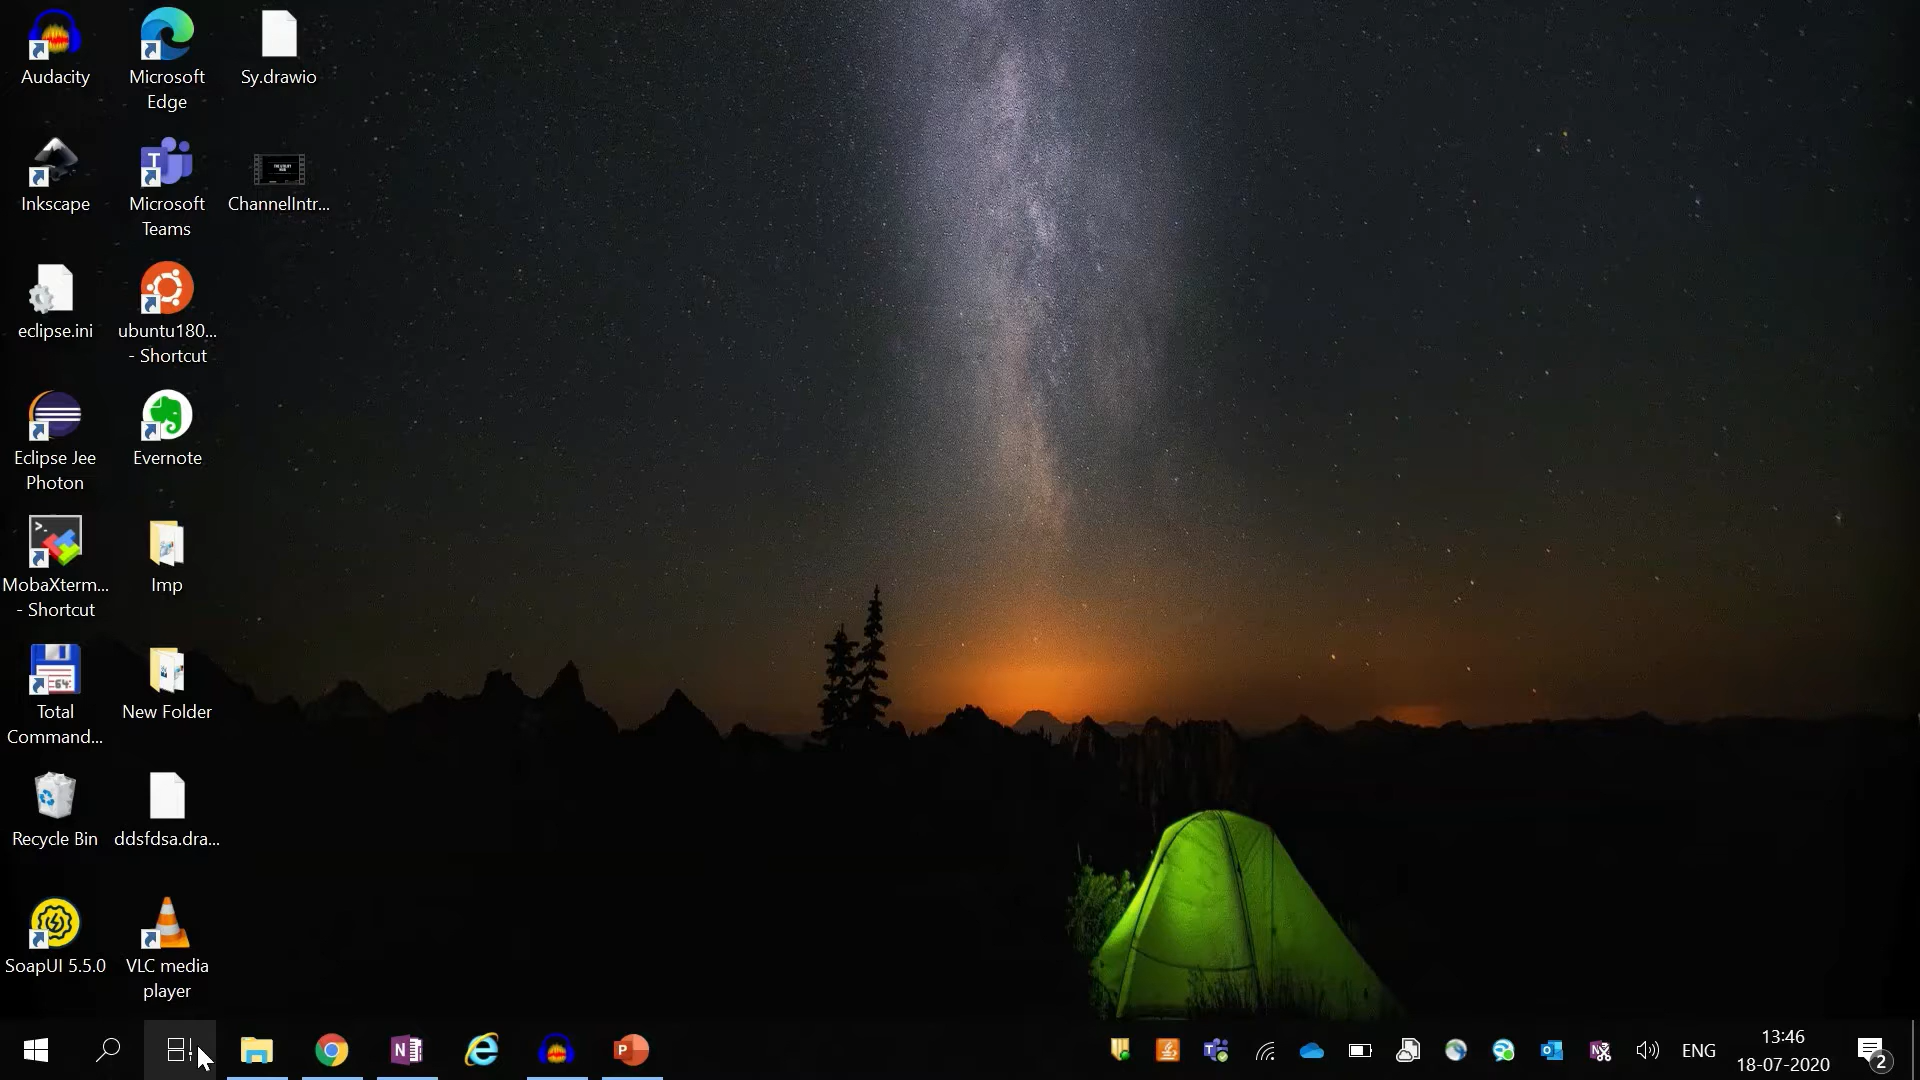 Audacity
Microsoft
Edge
Sy.drawio
Inkscape
Microsoft
Teams
ChannelIntr...
eclipse.ini
ubuntu180...
- Shortcut
Eclipse Jee
Photon
Evernote
MobaXterm...
- Shortcut
Imp
Total
Command...
New Folder
Recycle Bin
ddsfdsa.dra...
SoapUI 5.5.0
VLC media
player
ENG
13:46
18-07-2020
2